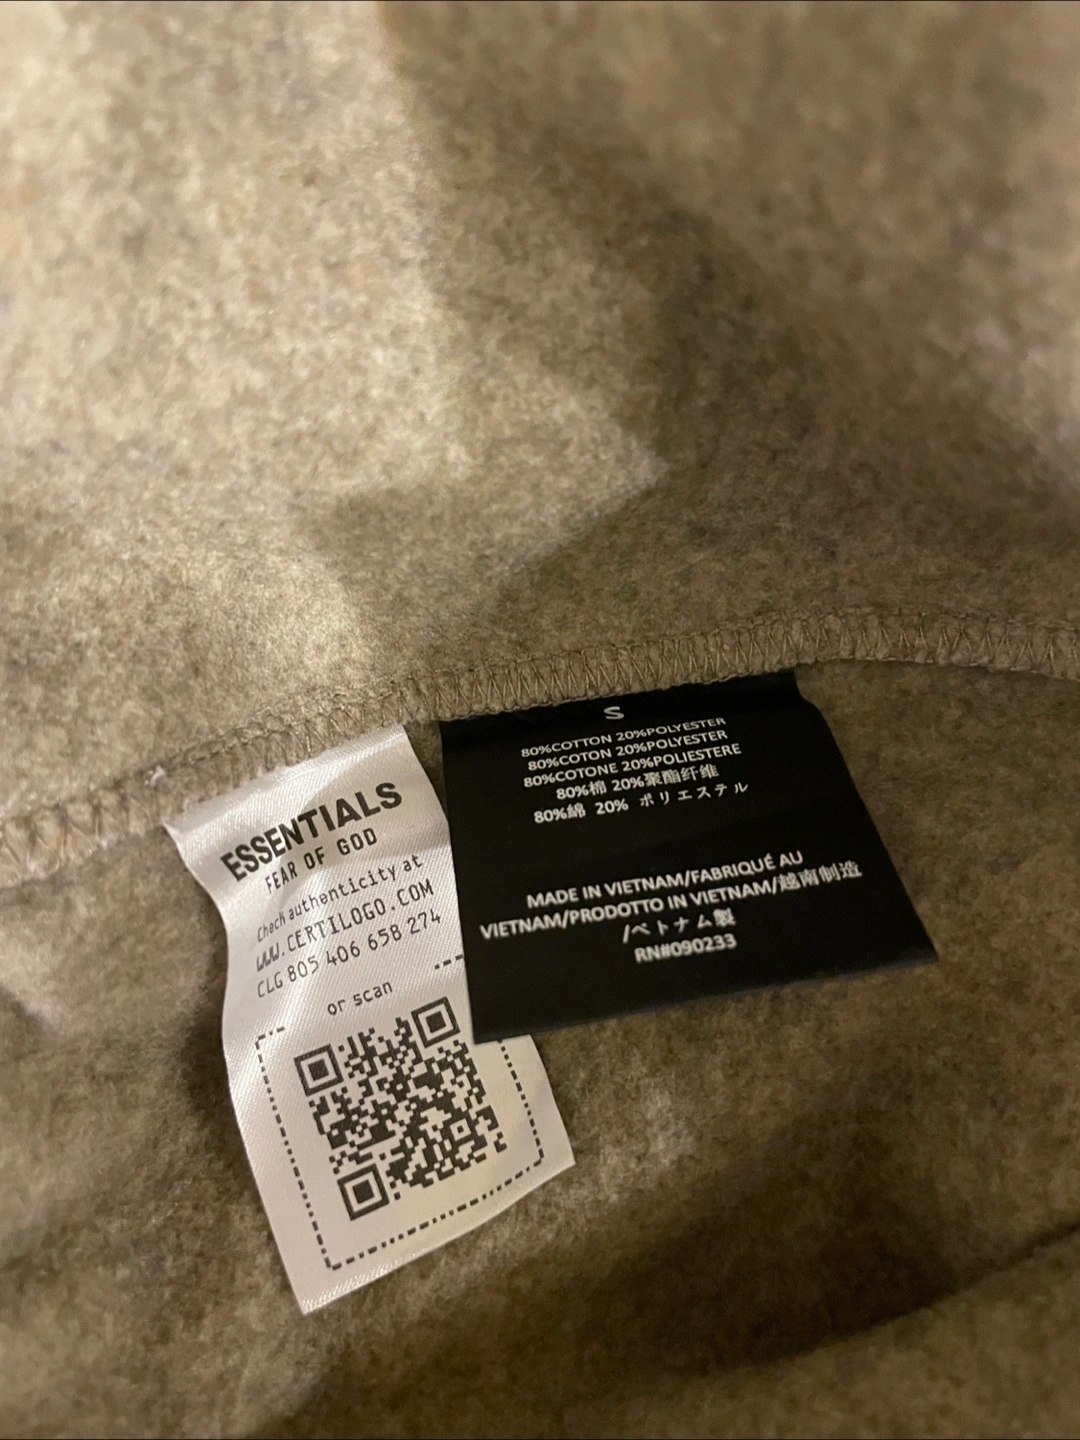 ESSENTIALS
FEAR OF GOD
Check authenticity at
WWW.CERTILOGO.COM
CLG 805 406 658 274
or scan
S
80%COTTON 20%POLYESTER
80%COTON 20%POLYESTER
80%COTONE 20%POLIESTERE
80%棉 20%聚酯纤维
80%綿 20% ポリエステル
MADE IN VIETNAM/FABRIQUÉ AU
VIETNAM/PRODOTTO IN VIETNAM/越南制造
/ベトナム製
RN#090233